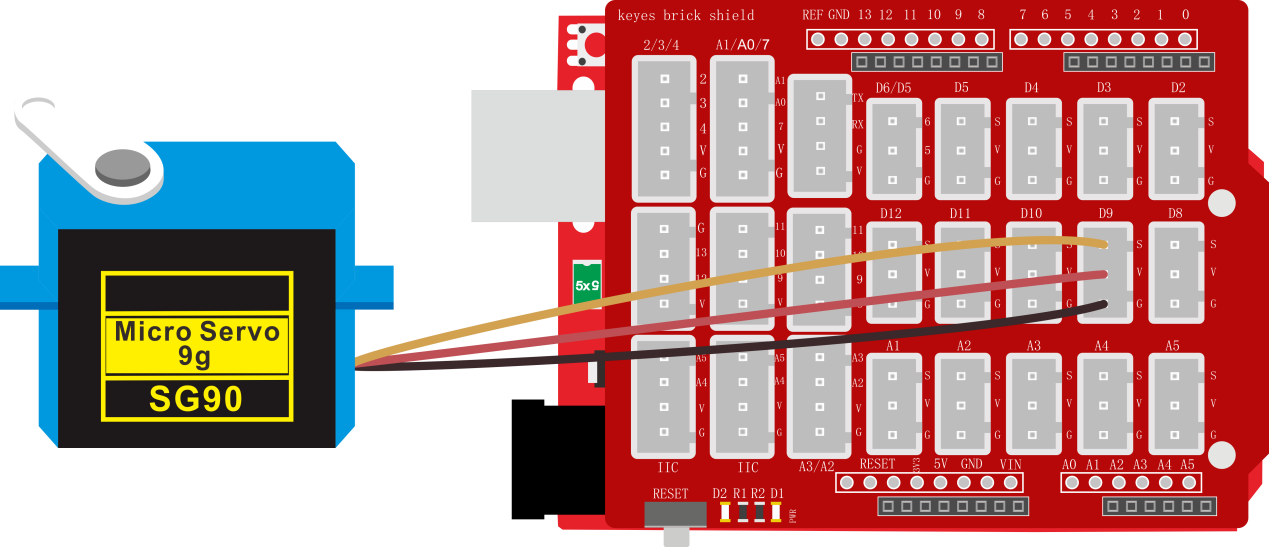 keyes brick shield
REF GND 13 12 11 10 9 8
7 6 5 4 3 2 1 0
2/3/4
A1/A0/7
2
3
4
V
G
A1
A0
7
V
G
TX
RX
G
V
D6/D5
D5
D4
D3
D2
6
5
G
S
V
G
S
V
G
S
V
G
S
V
G
G
13
12
V
11
10
9
V
11
10
9
G
D12
D11
D10
D9
D8
S
V
G
S
V
G
S
V
G
S
V
G
S
V
G
5x5
Micro Servo
9g
SG90
A5
A4
V
G
A5
A4
V
G
A3
A2
V
G
A1
A2
A3
A4
A5
S
V
G
S
V
G
S
V
G
S
V
G
S
V
G
IIC
IIC
A3/A2
RESET 3V3 5V GND VIN
A0 A1 A2 A3 A4 A5
RESET
D2 R1 R2 D1
PWR